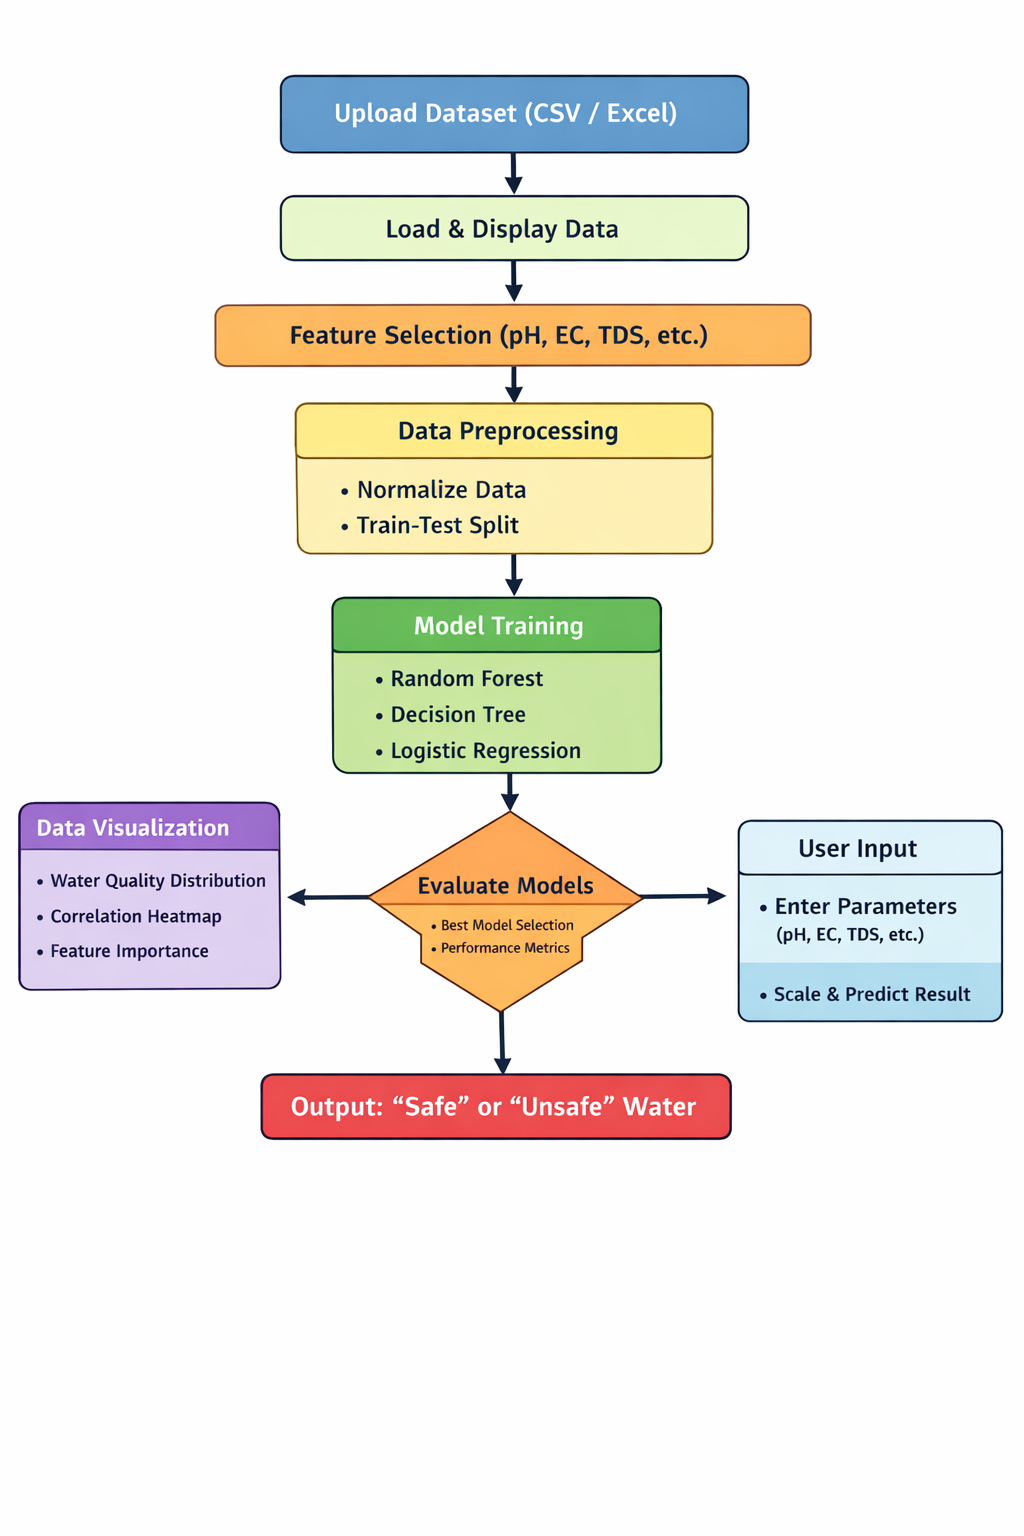 Upload Dataset (CSV / Excel)
Load & Display Data
Feature Selection (pH, EC, TDS, etc.)
Data Preprocessing
• Normalize Data
• Train-Test Split
Model Training
• Random Forest
• Decision Tree
• Logistic Regression
Data Visualization
• Water Quality Distribution
• Correlation Heatmap
• Feature Importance
Evaluate Models
• Best Model Selection
• Performance Metrics
User Input
• Enter Parameters
(pH, EC, TDS, etc.)
• Scale & Predict Result
Output: “Safe” or “Unsafe” Water